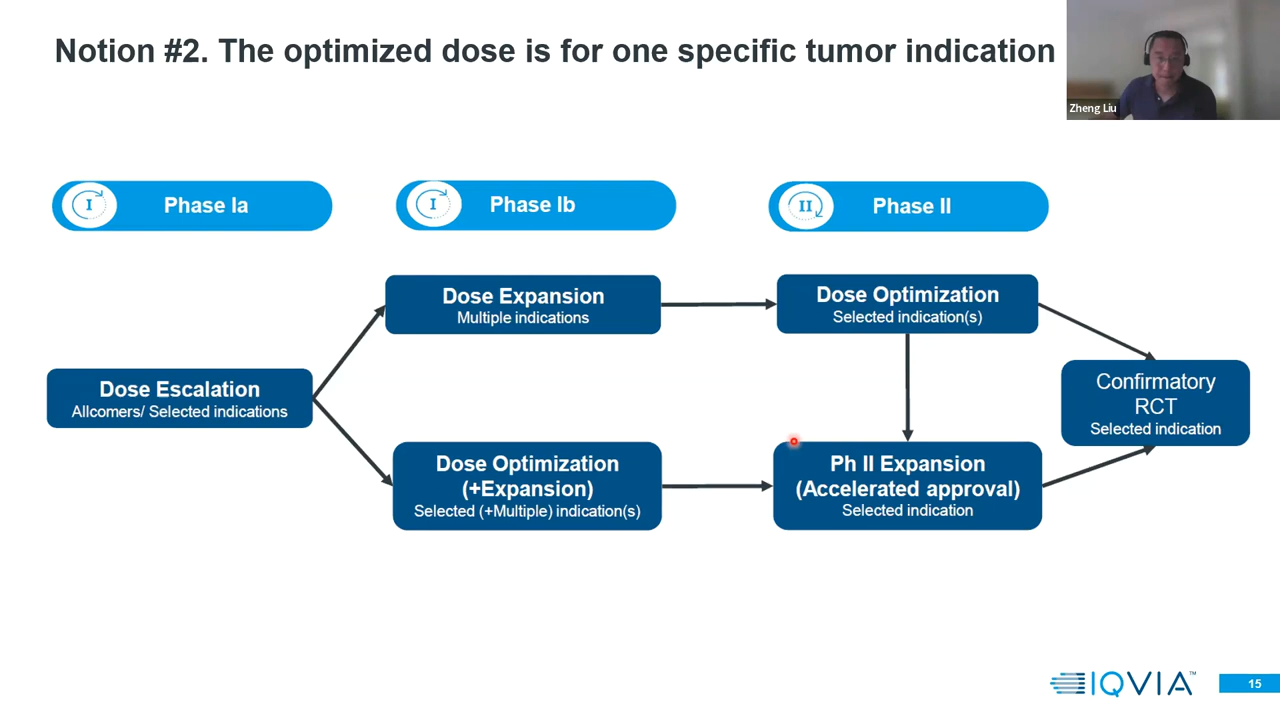 Notion #2. The optimized dose is for one specific tumor indication
Zheng Liu
I
Phase Ia
I
Phase Ib
II
Phase II
Dose Expansion
Multiple indications
Dose Optimization
Selected indication(s)
Dose Escalation
Allcomers/ Selected indications
Confirmatory
RCT
Selected indication
Dose Optimization
(+Expansion)
Selected (+Multiple) indication(s)
Ph II Expansion
(Accelerated approval)
Selected indication
IQVIA™
15